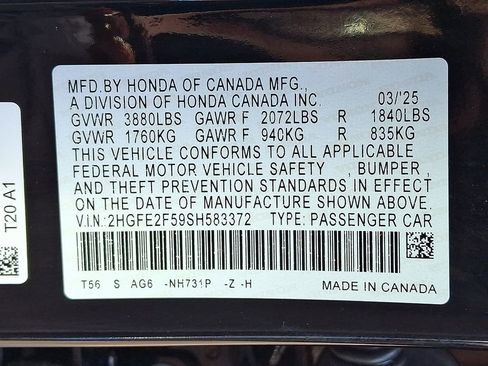 MFD.BY HONDA OF CANADA MFG.,
A DIVISION OF HONDA CANADA INC. 03/'25
GVWR 3880LBS GAWR F 2072LBS R 1840LBS
GVWR 1760KG GAWR F 940KG R 835KG
THIS VEHICLE CONFORMS TO ALL APPLICABLE
FEDERAL MOTOR VEHICLE SAFETY , BUMPER ,
AND THEFT PREVENTION STANDARDS IN EFFECT
ON THE DATE OF MANUFACTURE SHOWN ABOVE.
V.I.N:2HGFE2F59SH583372 TYPE: PASSENGER CAR
T56 S AG6 -NH731P -Z -H MADE IN CANADA
T20 A1